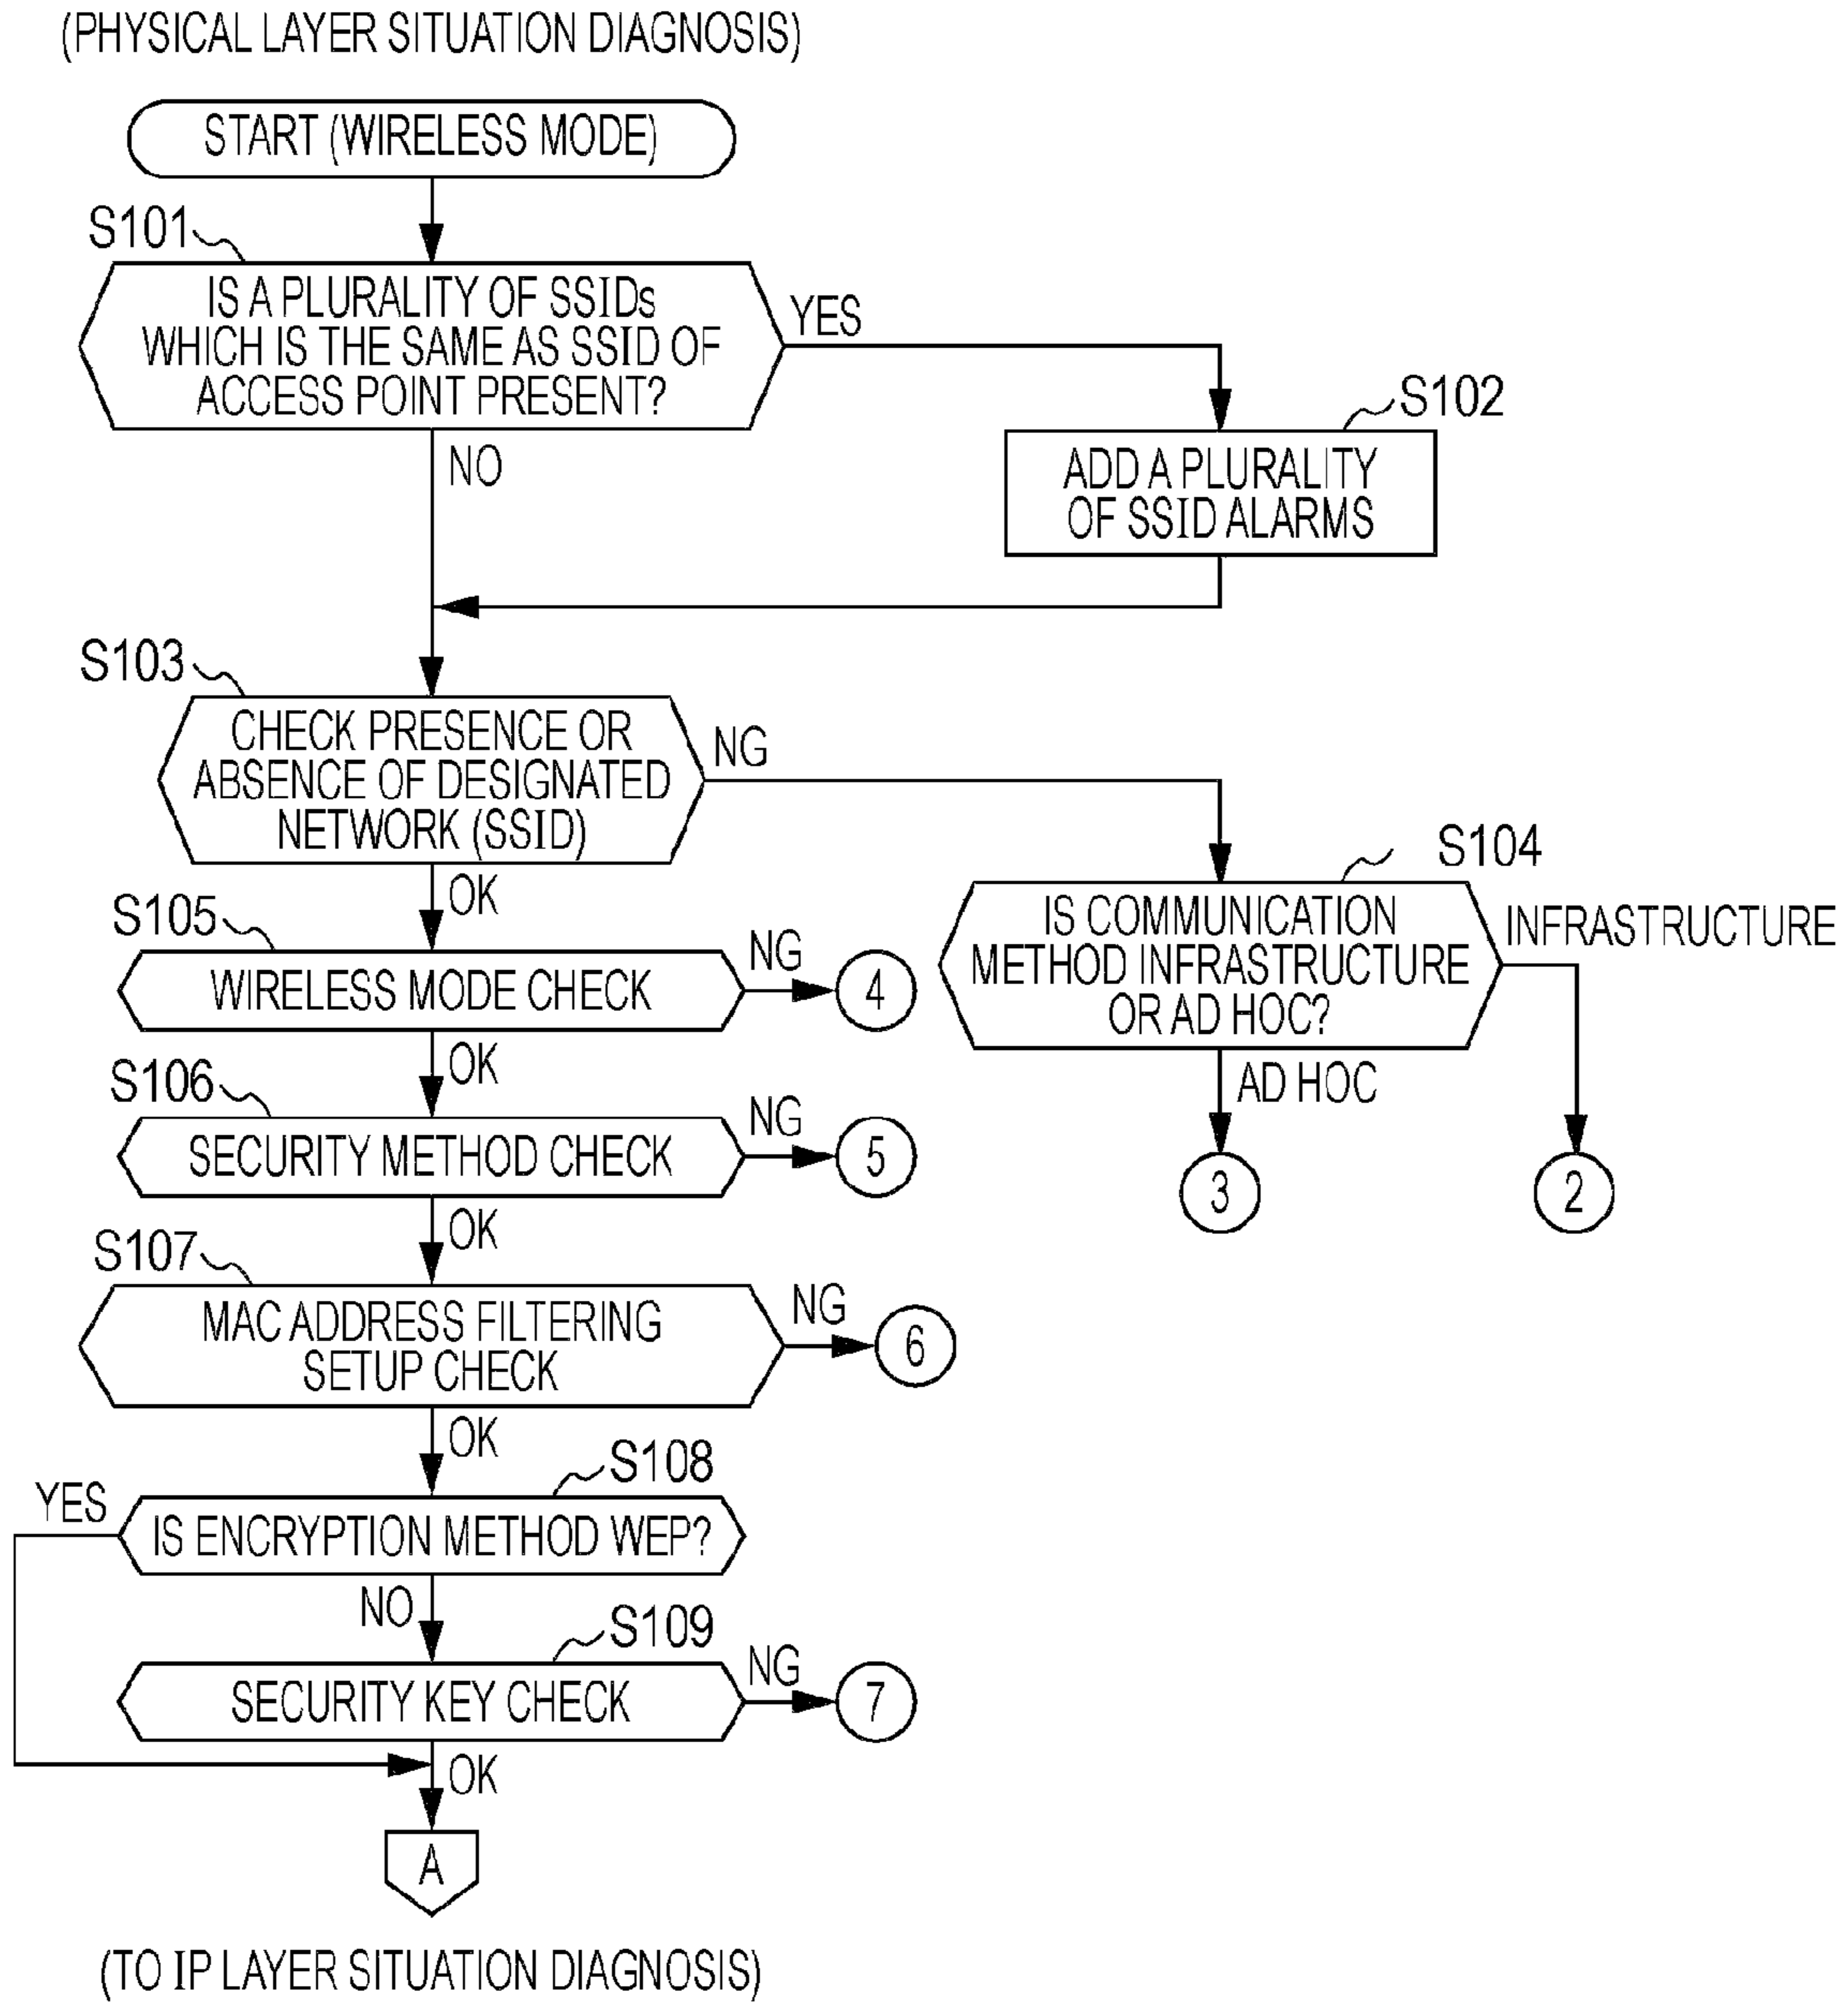 (PHYSICAL LAYER SITUATION DIAGNOSIS)
START (WIRELESS MODE)
S101
IS A PLURALITY OF SSIDs
WHICH IS THE SAME AS SSID OF
ACCESS POINT PRESENT?
YES
NO
S102
ADD A PLURALITY
OF SSID ALARMS
S103
CHECK PRESENCE OR
ABSENCE OF DESIGNATED
NETWORK (SSID)
NG
OK
S104
IS COMMUNICATION
METHOD INFRASTRUCTURE
OR AD HOC?
INFRASTRUCTURE
AD HOC
3
2
S105
WIRELESS MODE CHECK
NG
4
OK
S106
SECURITY METHOD CHECK
NG
5
OK
S107
MAC ADDRESS FILTERING
SETUP CHECK
NG
6
OK
S108
YES
IS ENCRYPTION METHOD WEP?
NO
S109
SECURITY KEY CHECK
NG
7
OK
A
(TO IP LAYER SITUATION DIAGNOSIS)